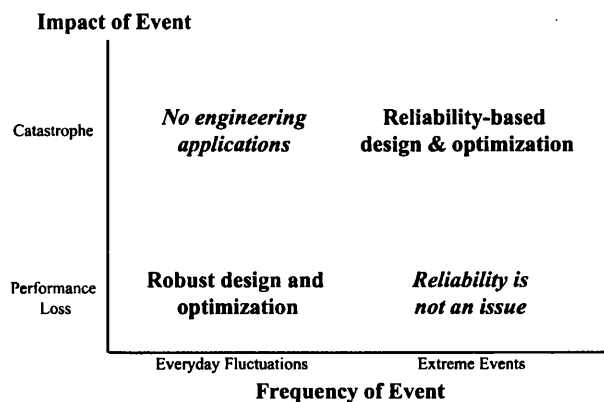 Impact of Event
Catastrophe
No engineering
applications
Reliability-based
design & optimization
Performance
Loss
Robust design and
optimization
Reliability is
not an issue
Everyday Fluctuations
Extreme Events
Frequency of Event